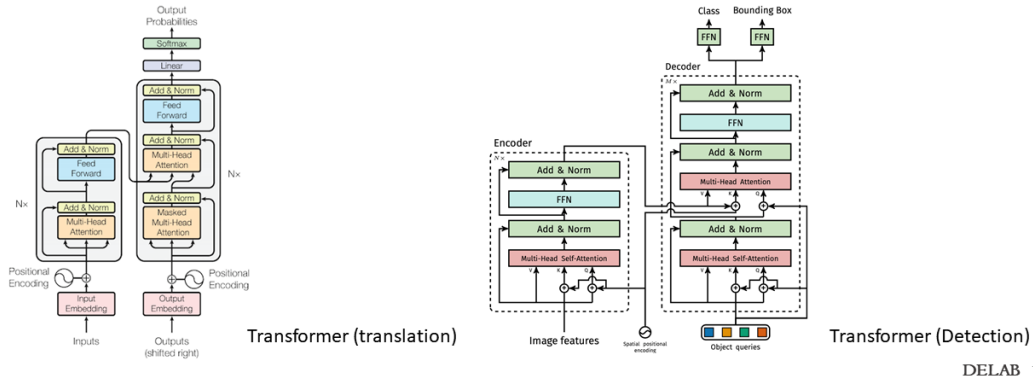 Output
Probabilities
Softmax
Linear
Add & Norm
Feed
Forward
Add & Norm
Multi-Head
Attention
Add & Norm
Masked
Multi-Head
Attention
Nx
Add & Norm
Feed
Forward
Add & Norm
Multi-Head
Attention
Nx
Positional
Encoding
Positional
Encoding
Input
Embedding
Output
Embedding
Inputs
Outputs
(shifted right)
Transformer (translation)
Class
Bounding Box
FFN
FFN
Decoder
M×
Add & Norm
FFN
Add & Norm
Multi-Head Attention
V
K
Q
Add & Norm
Multi-Head Self-Attention
V
K
Q
Encoder
N×
Add & Norm
FFN
Add & Norm
Multi-Head Self-Attention
V
K
Q
Image features
Spatial positional
encoding
Object queries
Transformer (Detection)
DELAB